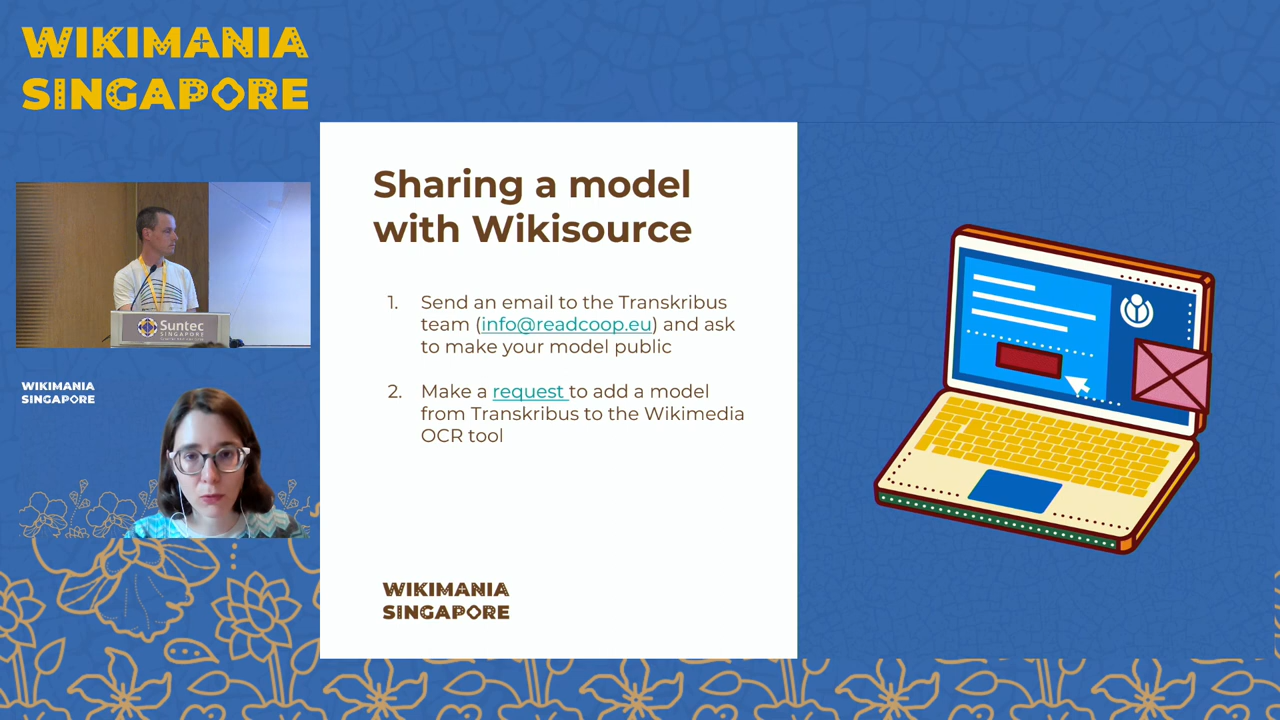 WIKIMANIA
SINGAPORE
Suntec
SINGAPORE
WIKIMANIA
SINGAPORE
Sharing a model
with Wikisource
1. Send an email to the Transkribus
team (info@readcoop.eu) and ask
to make your model public
2. Make a request to add a model
from Transkribus to the Wikimedia
OCR tool
WIKIMANIA
SINGAPORE